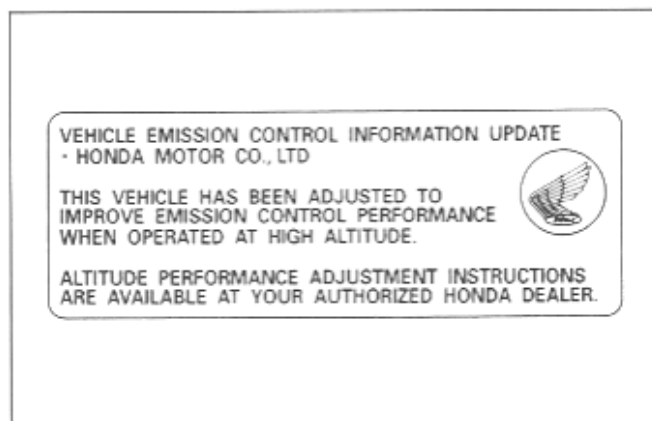 VEHICLE EMISSION CONTROL INFORMATION UPDATE
- HONDA MOTOR CO., LTD
THIS VEHICLE HAS BEEN ADJUSTED TO
IMPROVE EMISSION CONTROL PERFORMANCE
WHEN OPERATED AT HIGH ALTITUDE.
ALTITUDE PERFORMANCE ADJUSTMENT INSTRUCTIONS
ARE AVAILABLE AT YOUR AUTHORIZED HONDA DEALER.